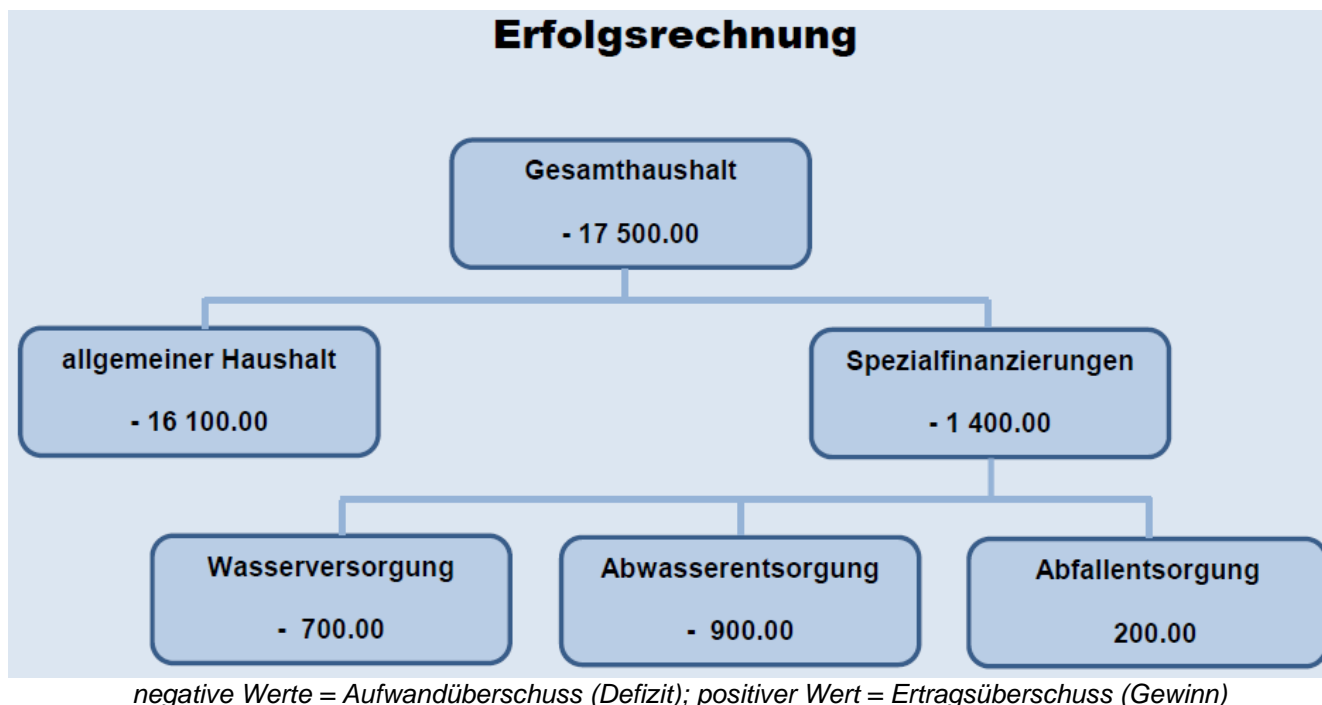 Erfolgsrechnung
Gesamthaushalt
- 17 500.00
allgemeiner Haushalt
- 16 100.00
Spezialfinanzierungen
- 1 400.00
Wasserversorgung
- 700.00
Abwasserentsorgung
- 900.00
Abfallentsorgung
200.00
negative Werte = Aufwandüberschuss (Defizit); positiver Wert = Ertragsüberschuss (Gewinn)